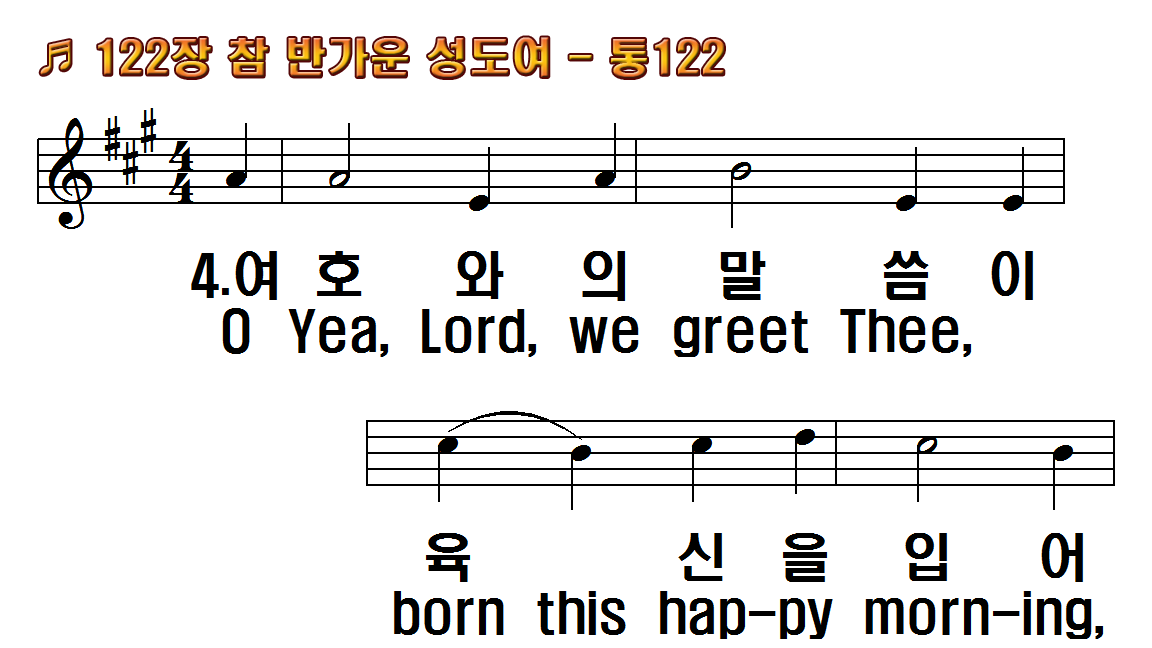 ♬ 122장 참 반가운 성도여 - 통122
4
4
4.여 호 와 의 말 씀 이
O Yea, Lord, we greet Thee,
육 신 을 입 어
born this hap-py morn-ing,